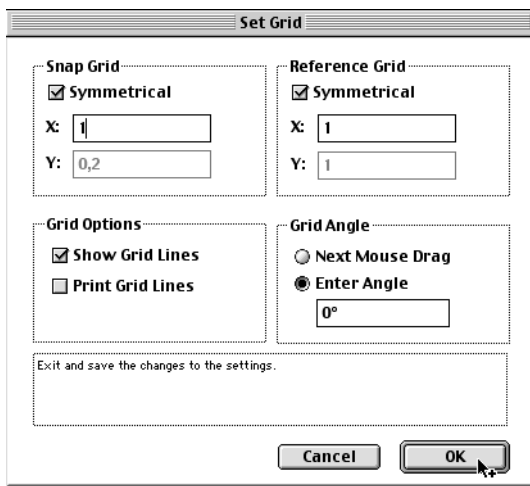 Set Grid
Snap Grid
Symmetrical
X: 1
Y: 0,2
Reference Grid
Symmetrical
X: 1
Y: 1
Grid Options
Show Grid Lines
Print Grid Lines
Grid Angle
Next Mouse Drag
Enter Angle
0°
Exit and save the changes to the settings.
Cancel
OK